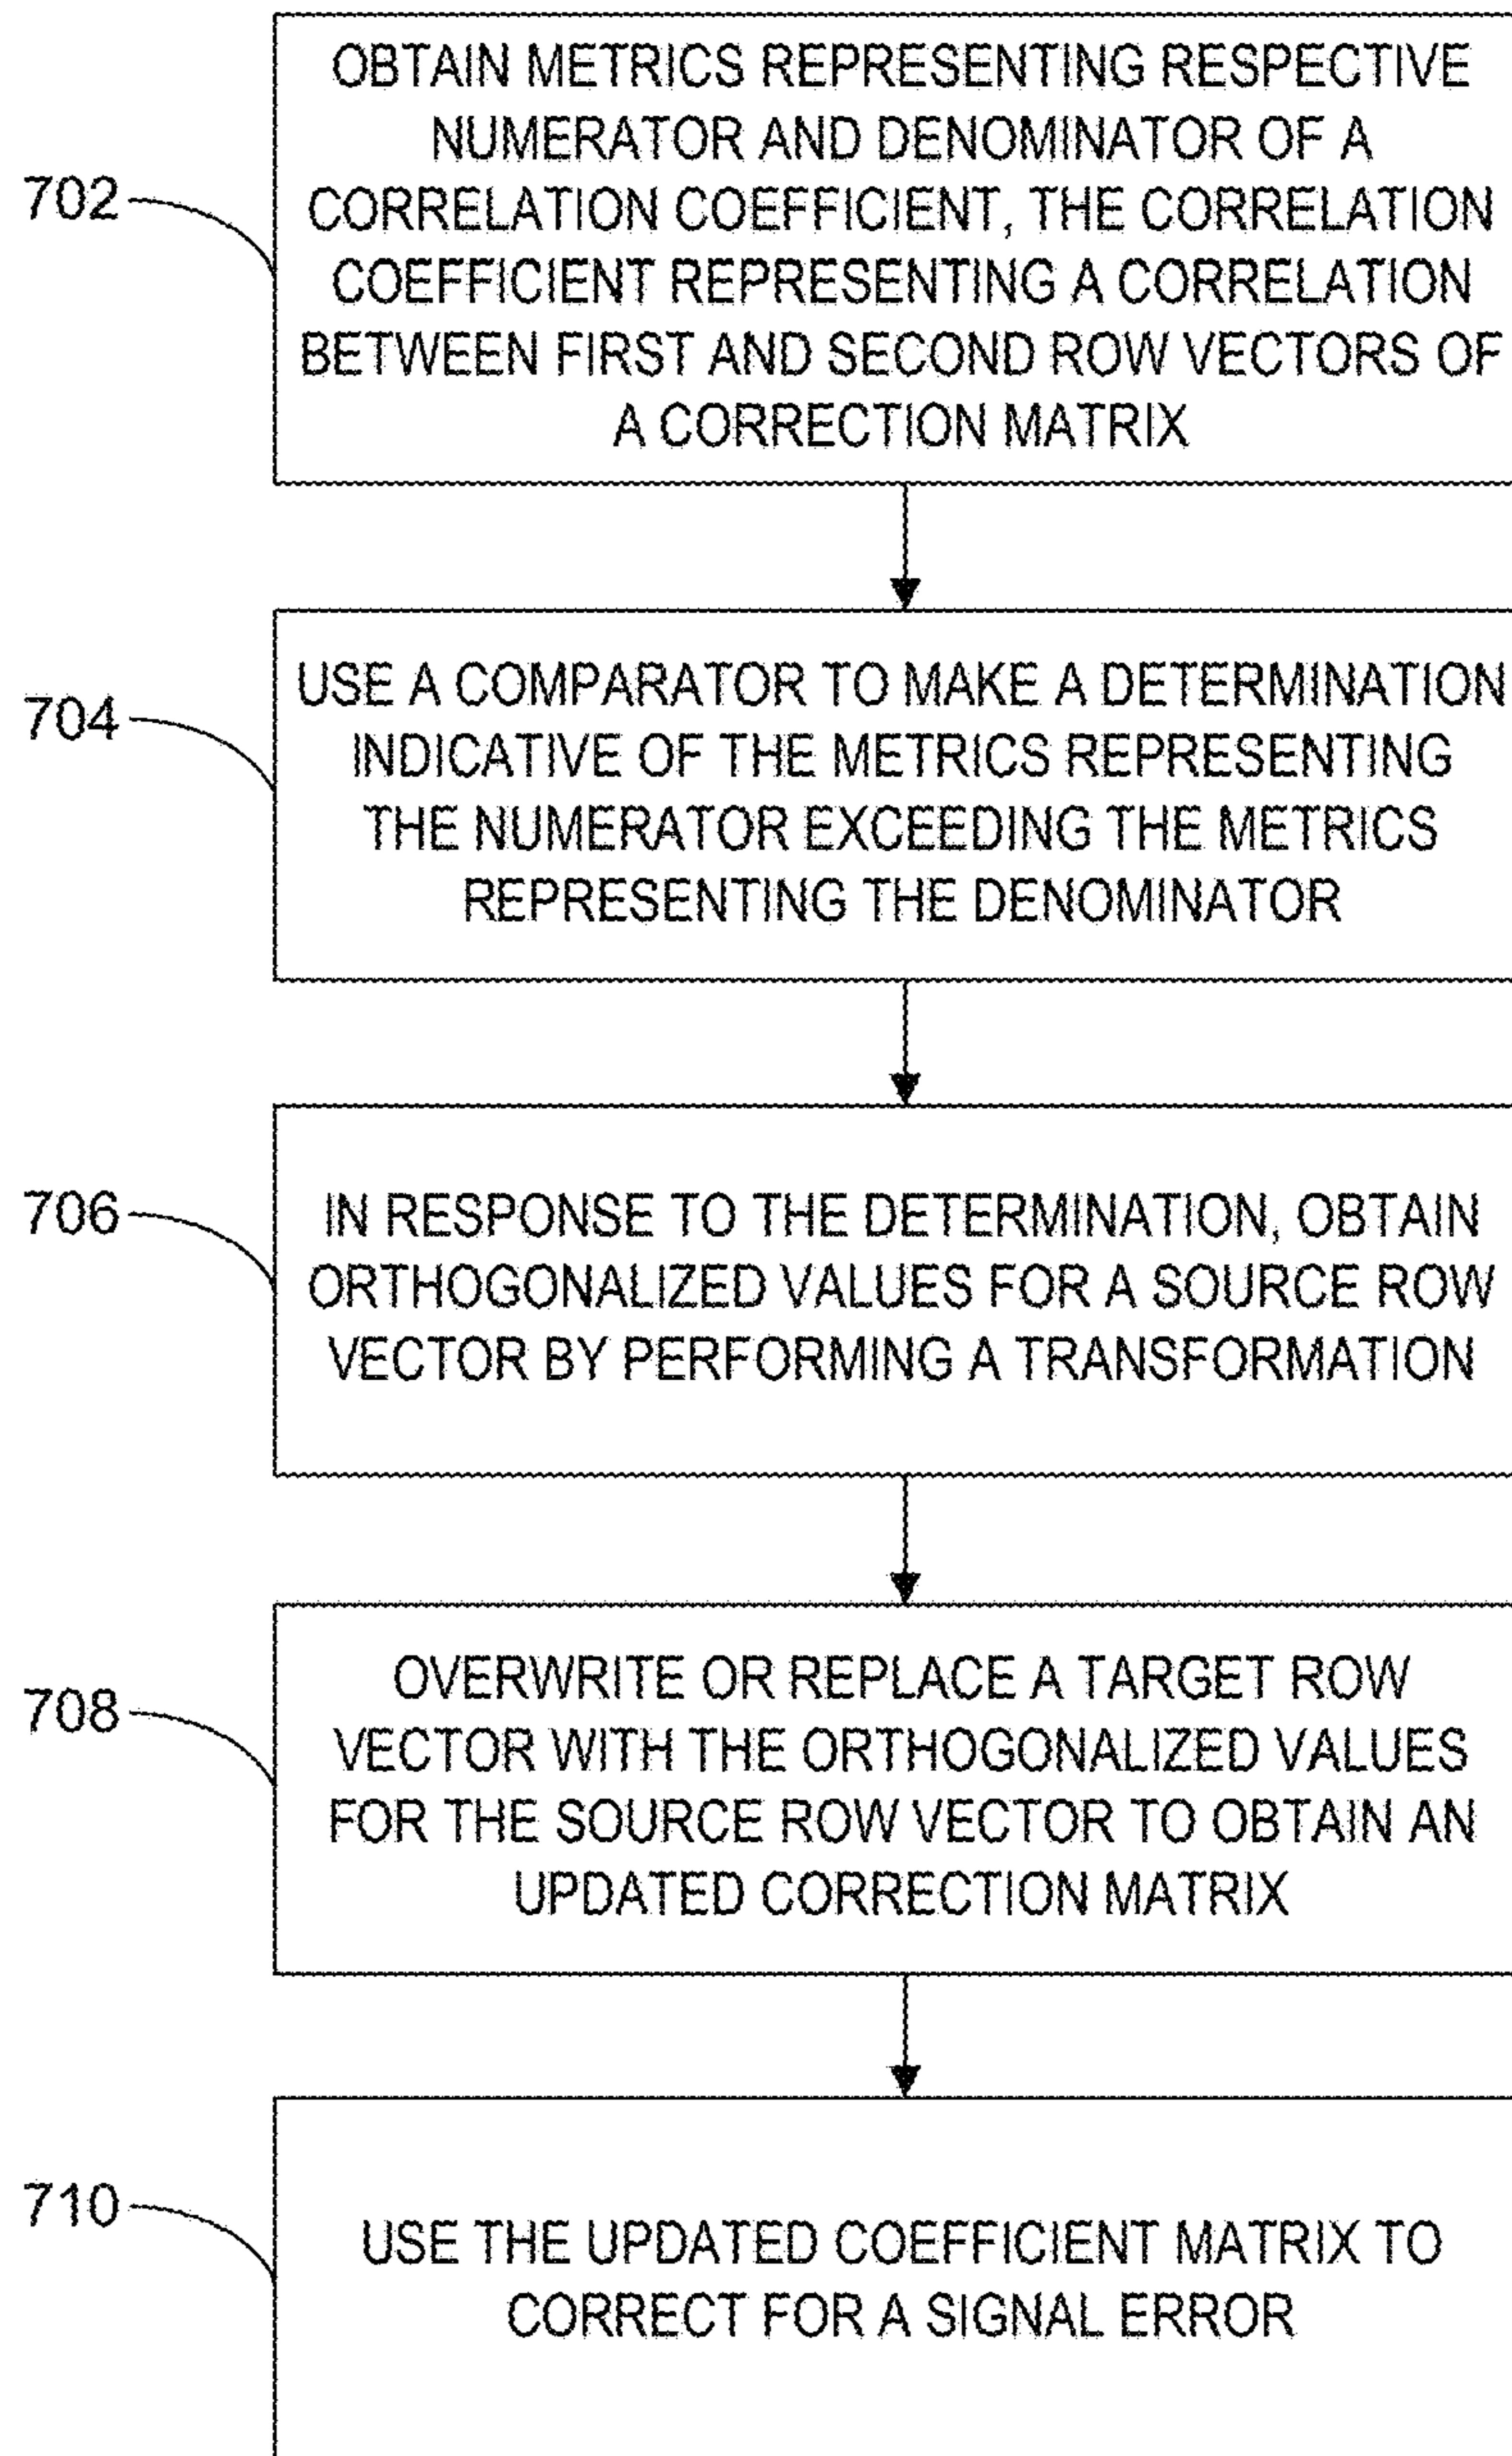 OBTAIN METRICS REPRESENTING RESPECTIVE
NUMERATOR AND DENOMINATOR OF A
702
CORRELATION COEFFICIENT, THE CORRELATION
COEFFICIENT REPRESENTING A CORRELATION
BETWEEN FIRST AND SECOND ROW VECTORS OF
A CORRECTION MATRIX
USE A COMPARATOR TO MAKE A DETERMINATION
704
INDICATIVE OF THE METRICS REPRESENTING
THE NUMERATOR EXCEEDING THE METRICS
REPRESENTING THE DENOMINATOR
706
IN RESPONSE TO THE DETERMINATION, OBTAIN
ORTHOGONALIZED VALUES FOR A SOURCE ROW
VECTOR BY PERFORMING A TRANSFORMATION
OVERWRITE OR REPLACE A TARGET ROW
708
VECTOR WITH THE ORTHOGONALIZED VALUES
FOR THE SOURCE ROW VECTOR TO OBTAIN AN
UPDATED CORRECTION MATRIX
710
USE THE UPDATED COEFFICIENT MATRIX TO
CORRECT FOR A SIGNAL ERROR